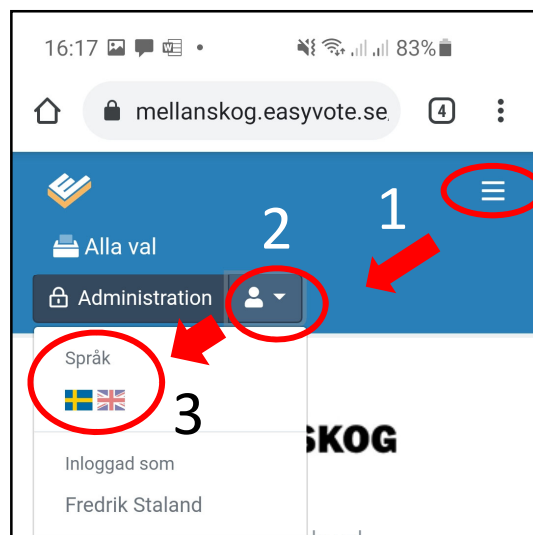 16:17 83%
mellanskog.easyvote.se 4
1
2
Alla val
Administration
Språk
3
SKOG
Inloggad som
Fredrik Staland